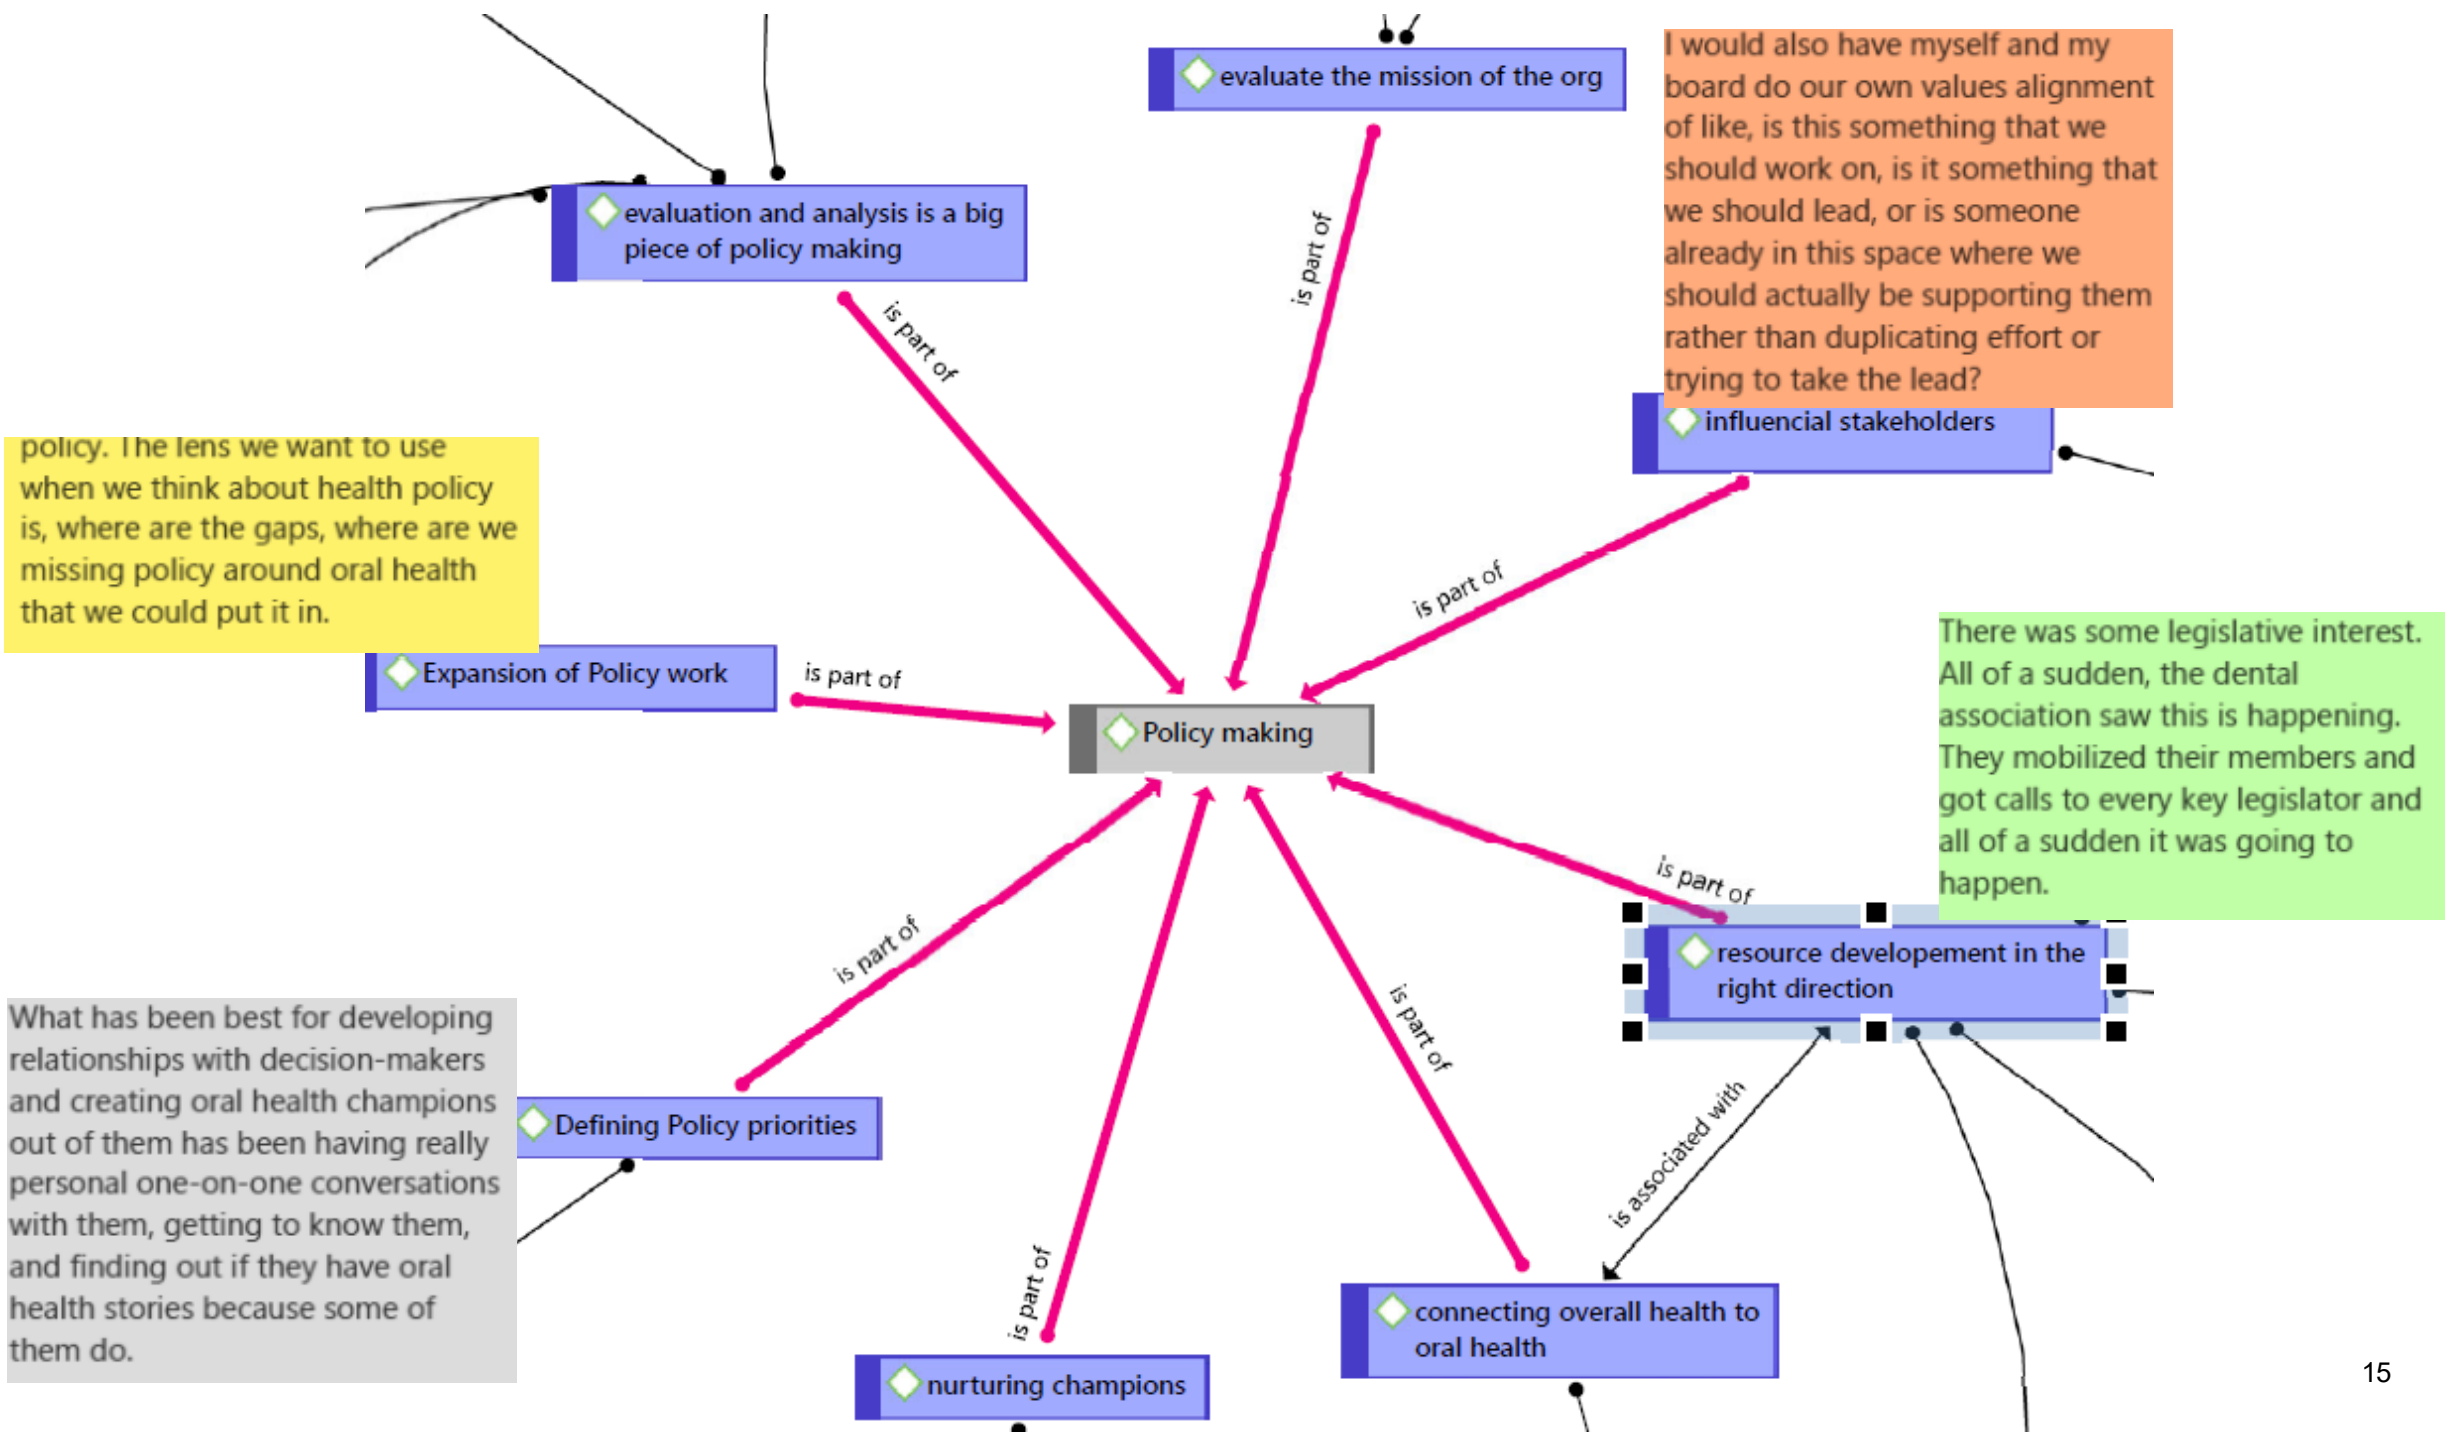 evaluate the mission of the org
I would also have myself and my
board do our own values alignment
of like, is this something that we
should work on, is it something that
we should lead, or is someone
already in this space where we
should actually be supporting them
rather than duplicating effort or
trying to take the lead?
evaluation and analysis is a big
piece of policy making
is part of
is part of
influencial stakeholders
policy. The lens we want to use
when we think about health policy
is, where are the gaps, where are we
missing policy around oral health
that we could put it in.
is part of
Expansion of Policy work
is part of
There was some legislative interest.
All of a sudden, the dental
association saw this is happening.
They mobilized their members and
got calls to every key legislator and
all of a sudden it was going to
happen.
Policy making
is part of
is part of
resource developement in the
right direction
What has been best for developing
relationships with decision-makers
and creating oral health champions
out of them has been having really
personal one-on-one conversations
with them, getting to know them,
and finding out if they have oral
health stories because some of
them do.
is part of
Defining Policy priorities
is associated with
is part of
connecting overall health to
oral health
nurturing champions
15